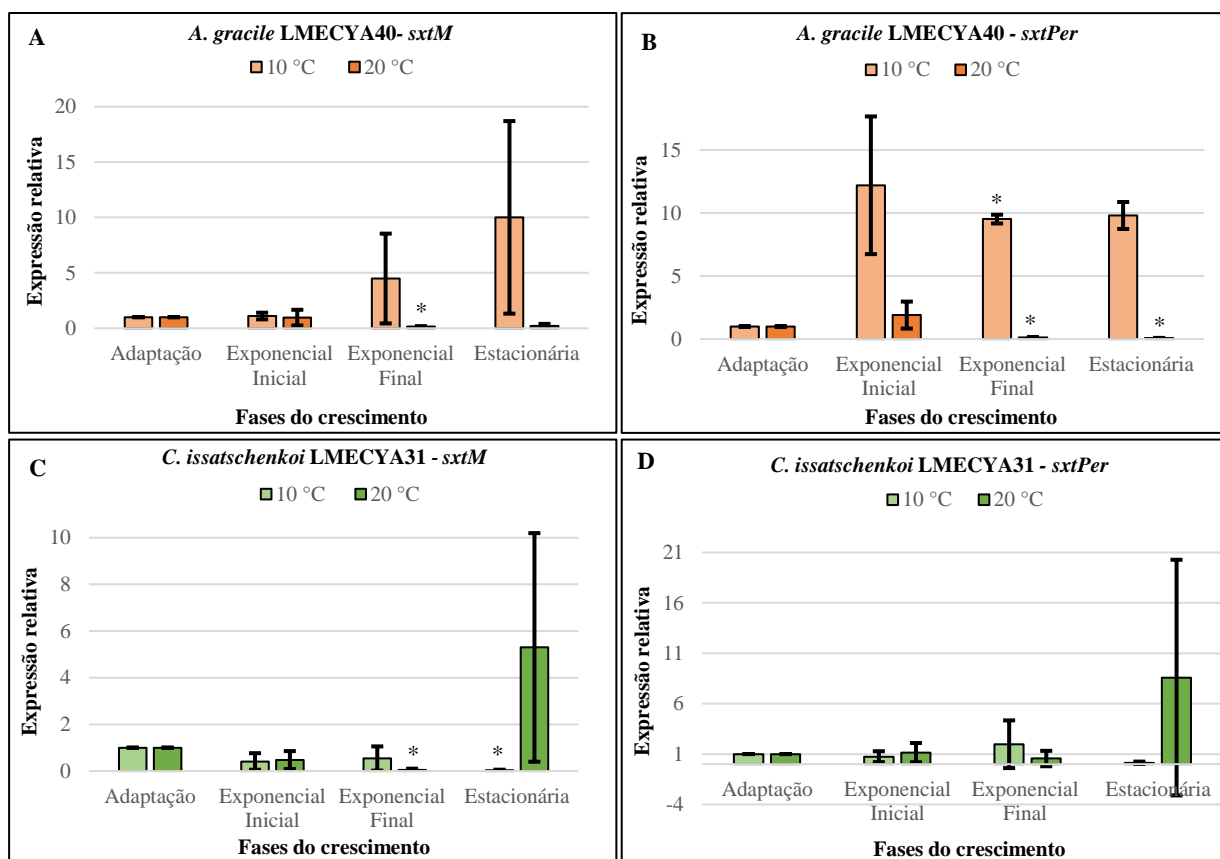 A
A. gracile LMECYA40- sxtM
10 °C 20 °C
Expressão relativa
20
15
10
5
0
*
Adaptação Exponencial Inicial Exponencial Final Estacionária
Fases do crescimento
B
A. gracile LMECYA40 - sxtPer
10 °C 20 °C
Expressão relativa
15
10
5
0
* * *
Adaptação Exponencial Inicial Exponencial Final Estacionária
Fases do crescimento
C
C. issatschenkoi LMECYA31 - sxtM
10 °C 20 °C
Expressão relativa
10
8
6
4
2
0
* *
Adaptação Exponencial Inicial Exponencial Final Estacionária
Fases do crescimento
D
C. issatschenkoi LMECYA31 - sxtPer
10 °C 20 °C
Expressão relativa
21
16
11
6
1
-4
Adaptação Exponencial Inicial Exponencial Final Estacionária
Fases do crescimento